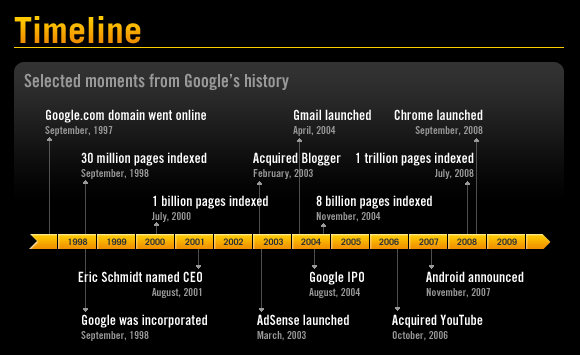 Timeline
Selected moments from Google's history
Google.com domain went online
September, 1997
Gmail launched
April, 2004
Chrome launched
September, 2008
30 million pages indexed
September, 1998
Acquired Blogger
February, 2003
1 trillion pages indexed
July, 2008
1 billion pages indexed
July, 2000
8 billion pages indexed
November, 2004
1998 1999 2000 2001 2002 2003 2004 2005 2006 2007 2008 2009
Eric Schmidt named CEO
August, 2001
Google IPO
August, 2004
Android announced
November, 2007
Google was incorporated
September, 1998
AdSense launched
March, 2003
Acquired YouTube
October, 2006